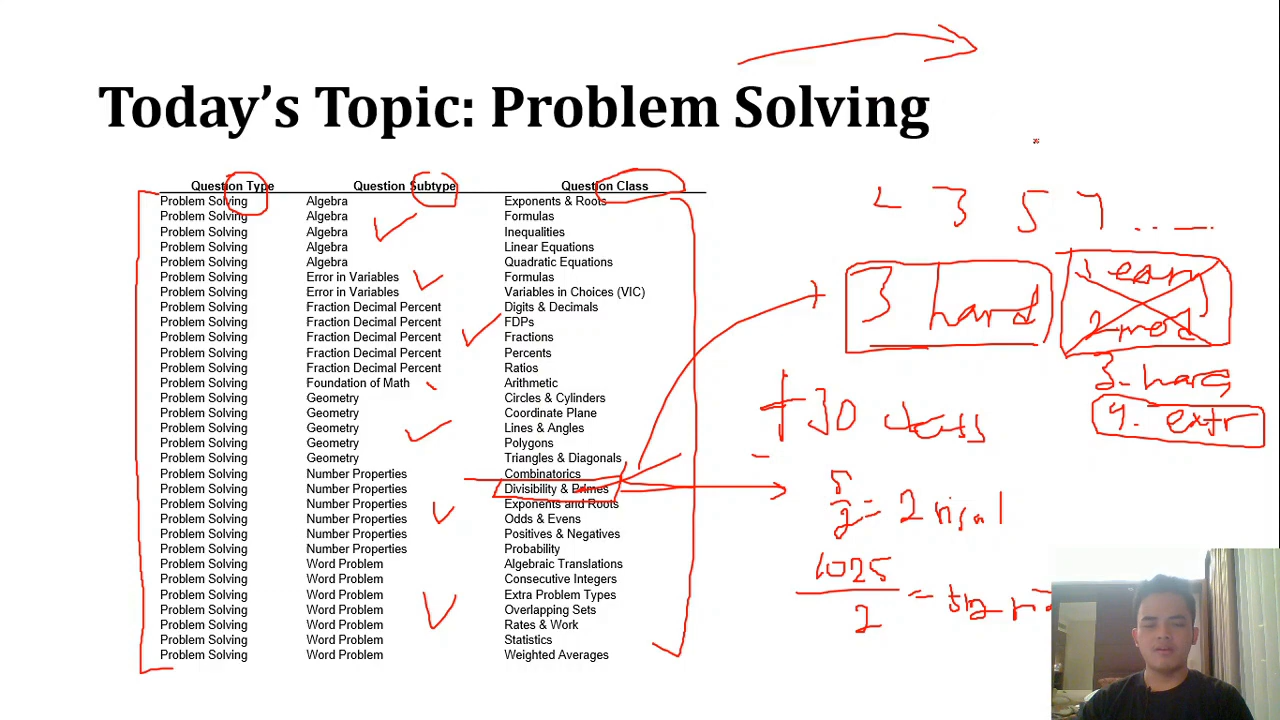 Today's Topic: Problem Solving
Question Type Question Subtype Question Class
Problem Solving Algebra Exponents & Roots
Problem Solving Algebra Formulas
Problem Solving Algebra Inequalities
Problem Solving Algebra Linear Equations
Problem Solving Algebra Quadratic Equations
Problem Solving Error in Variables Formulas
Problem Solving Error in Variables Variables in Choices (VIC)
Problem Solving Fraction Decimal Percent Digits & Decimals
Problem Solving Fraction Decimal Percent FDPs
Problem Solving Fraction Decimal Percent Fractions
Problem Solving Fraction Decimal Percent Percents
Problem Solving Fraction Decimal Percent Ratios
Problem Solving Foundation of Math Arithmetic
Problem Solving Geometry Circles & Cylinders
Problem Solving Geometry Coordinate Plane
Problem Solving Geometry Lines & Angles
Problem Solving Geometry Polygons
Problem Solving Geometry Triangles & Diagonals
Problem Solving Number Properties Combinatorics
Problem Solving Number Properties Divisibility & Primes
Problem Solving Number Properties Exponents and Roots
Problem Solving Number Properties Odds & Evens
Problem Solving Number Properties Positives & Negatives
Problem Solving Number Properties Probability
Problem Solving Word Problem Algebraic Translations
Problem Solving Word Problem Consecutive Integers
Problem Solving Word Problem Extra Problem Types
Problem Solving Word Problem Overlapping Sets
Problem Solving Word Problem Rates & Work
Problem Solving Word Problem Statistics
Problem Solving Word Problem Weighted Averages
3 5 7 ....
3 hard
2 med
3. hard
4. extr
30
5/2 = 2
1025/2 =